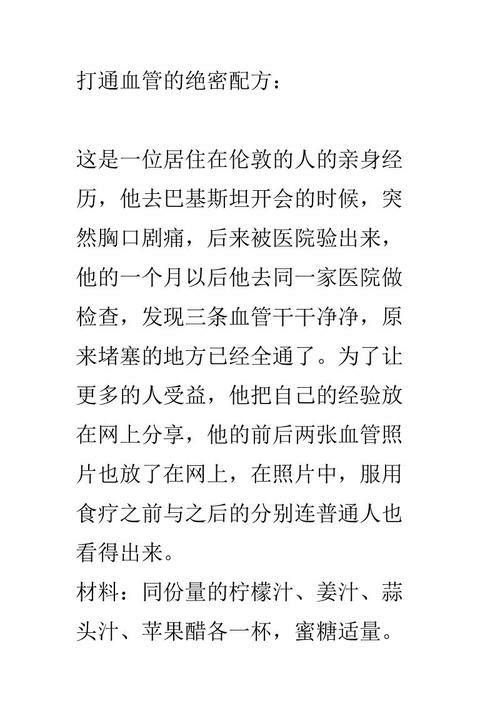 打通血管的绝密配方：
这是一位居住在伦敦的人的亲身经
历，他去巴基斯坦开会的时候，突
然胸口剧痛，后来被医院验出来，
他的一个月以后他去同一家医院做
检查，发现三条血管干干净净，原
来堵塞的地方已经全通了。为了让
更多的人受益，他把自己的经验放
在网上分享，他的前后两张血管照
片也放了在网上，在照片中，服用
食疗之前与之后的分别连普通人也
看得出来。
材料：同份量的柠檬汁、姜汁、蒜
头汁、苹果醋各一杯，蜜糖适量。